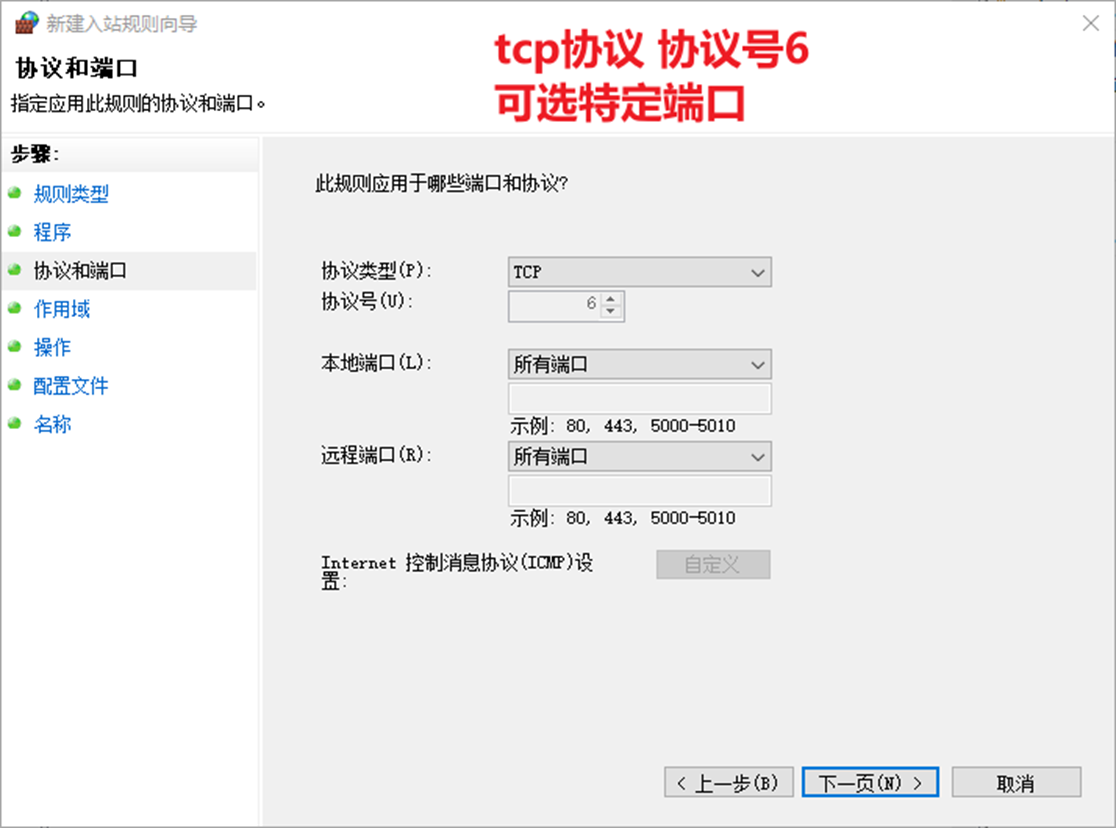 新建入站规则向导
tcp协议 协议号6
可选特定端口
协议和端口
指定应用此规则的协议和端口。
步骤:
规则类型
程序
协议和端口
作用域
操作
配置文件
名称
此规则应用于哪些端口和协议?
协议类型(P): TCP
协议号(U): 6
本地端口(L): 所有端口
示例: 80, 443, 5000-5010
远程端口(R): 所有端口
示例: 80, 443, 5000-5010
Internet 控制消息协议(ICMP)设
置:
自定义
< 上一步(B) 下一页(N) > 取消